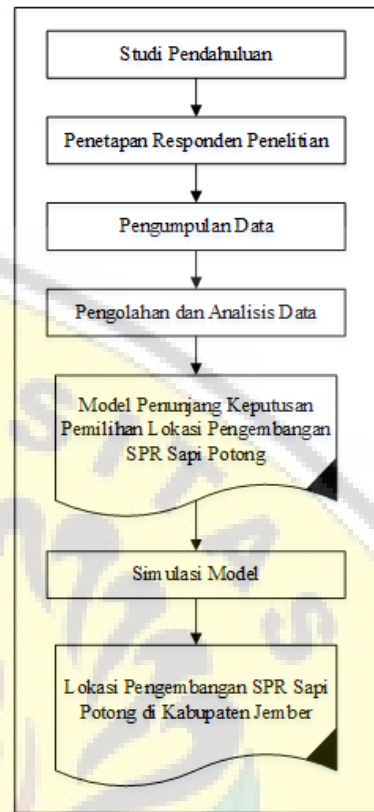 Studi Pendahuluan
Penetapan Responden Penelitian
Pengumpulan Data
Pengolahan dan Analisis Data
Model Penunjang Keputusan
Pemilihan Lokasi Pengembangan
SPR Sapi Potong
Simulasi Model
Lokasi Pengembangan SPR Sapi
Potong di Kabupaten Jember